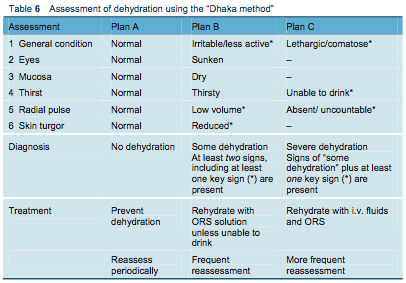 Table 6 Assessment of dehydration using the “Dhaka method”
Assessment Plan A Plan B Plan C
1 General condition Normal Irritable/less active* Lethargic/comatose*
2 Eyes Normal Sunken –
3 Mucosa Normal Dry –
4 Thirst Normal Thirsty Unable to drink*
5 Radial pulse Normal Low volume* Absent/ uncountable*
6 Skin turgor Normal Reduced* –
Diagnosis No dehydration Some dehydration Severe dehydration
At least two signs, Signs of “some
including at least dehydration” plus at least
one key sign (*) are one key sign (*) are
present present
Treatment Prevent Rehydrate with Rehydrate with i.v. fluids
dehydration ORS solution and ORS
unless unable to
drink
Reassess Frequent More frequent
periodically reassessment reassessment